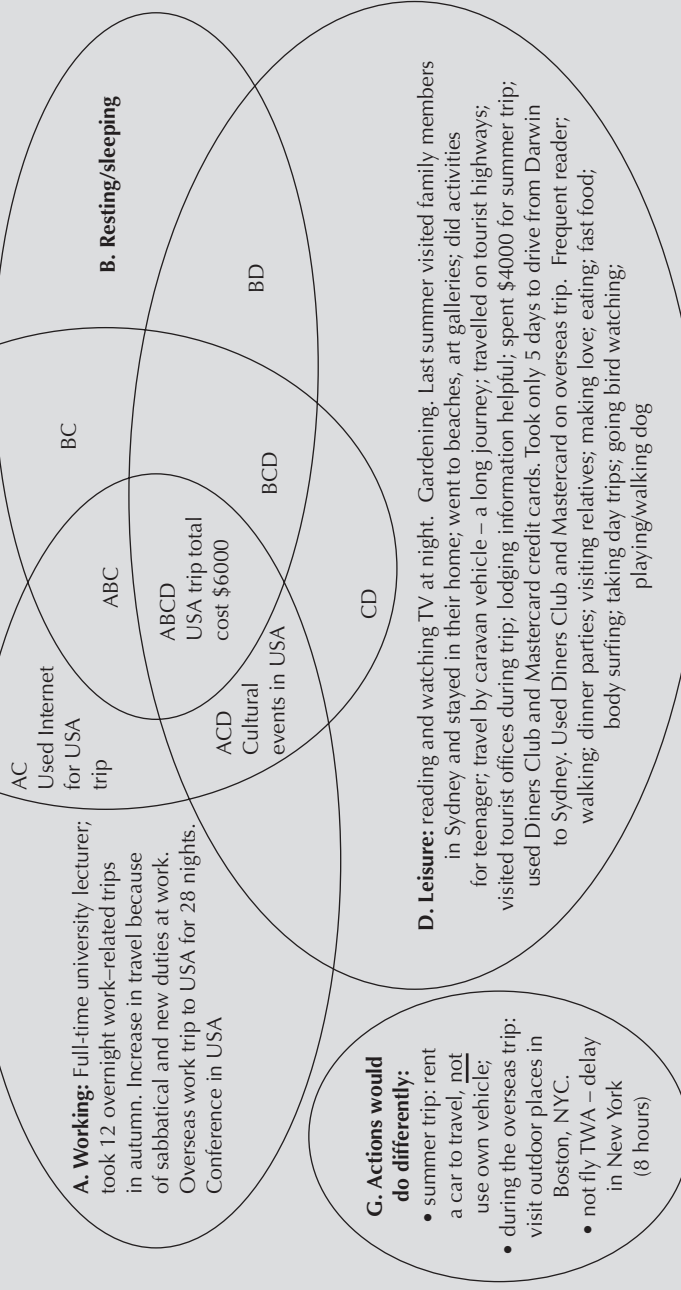 AC
Used Internet
for USA
trip
BC
B. Resting/sleeping
ABC
A. Working: Full-time university lecturer;
took 12 overnight work–related trips
in autumn. Increase in travel because
of sabbatical and new duties at work.
Overseas work trip to USA for 28 nights.
Conference in USA
ABCD
USA trip total
cost $6000
ACD
Cultural
events in USA
BCD
BD
CD
D. Leisure: reading and watching TV at night. Gardening. Last summer visited family members
in Sydney and stayed in their home; went to beaches, art galleries; did activities
for teenager; travel by caravan vehicle – a long journey; travelled on tourist highways;
visited tourist offices during trip; lodging information helpful; spent $4000 for summer trip;
used Diners Club and Mastercard credit cards. Took only 5 days to drive from Darwin
to Sydney. Used Diners Club and Mastercard on overseas trip. Frequent reader;
walking; dinner parties; visiting relatives; making love; eating; fast food;
body surfing; taking day trips; going bird watching;
playing/walking dog
G. Actions would
do differently:
• summer trip: rent
a car to travel, not
use own vehicle;
• during the overseas trip:
visit outdoor places in
Boston, NYC.
• not fly TWA – delay
in New York
(8 hours)